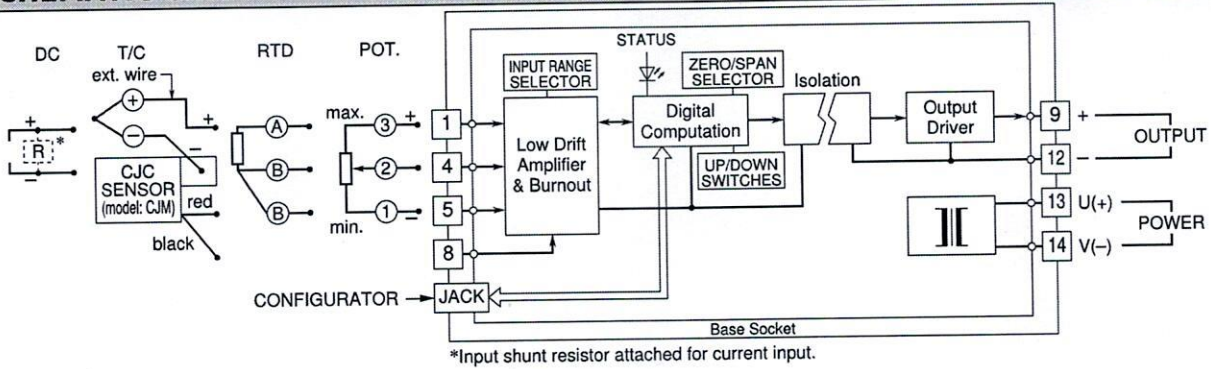 DC
T/C
RTD
POT.
ext. wire
+
−
R
*
+
−
+
−
CJC
SENSOR
(model: CJM)
red
black
A
B
B
max.
3
+
2
1
−
min.
1
4
5
8
JACK
CONFIGURATOR
INPUT RANGE
SELECTOR
Low Drift
Amplifier
& Burnout
STATUS
ZERO/SPAN
SELECTOR
Digital
Computation
UP/DOWN
SWITCHES
Isolation
Output
Driver
9 +
12 −
OUTPUT
13 U(+)
14 V(–)
POWER
Base Socket
*Input shunt resistor attached for current input.